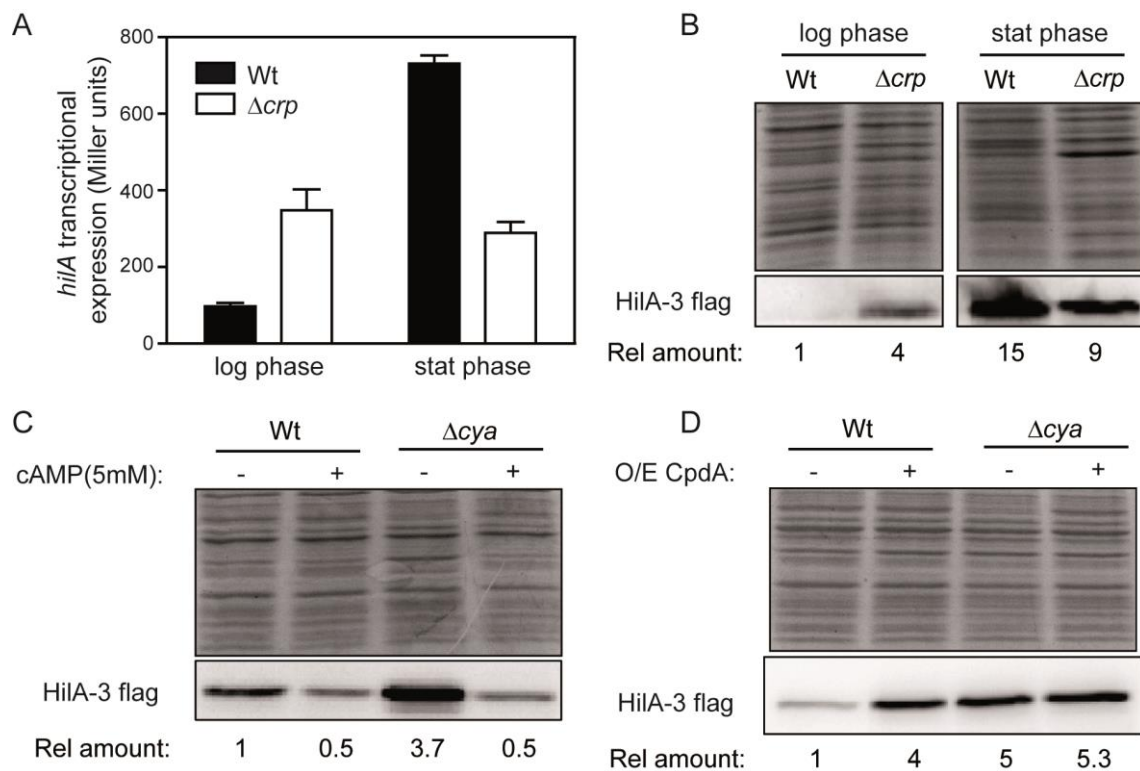 A
hilA transcriptional
expression (Miller units)
800
600
400
200
0
Wt
Δcrp
log phase
stat phase
B
log phase
stat phase
Wt
Δcrp
Wt
Δcrp
HilA-3 flag
Rel amount:
1
4
15
9
C
Wt
Δcya
cAMP(5mM):
-
+
-
+
HilA-3 flag
Rel amount:
1
0.5
3.7
0.5
D
Wt
Δcya
O/E CpdA:
-
+
-
+
HilA-3 flag
Rel amount:
1
4
5
5.3